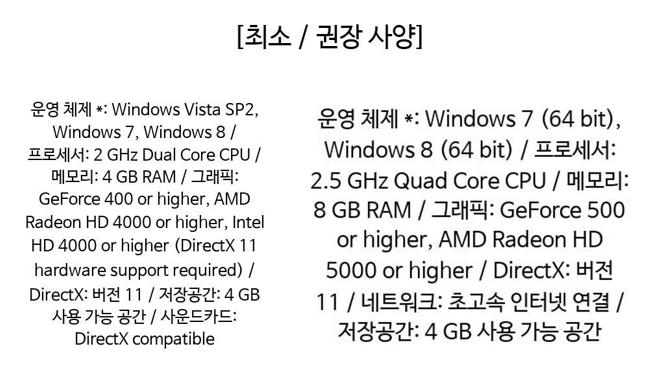 [최소 / 권장 사양]
운영 체제 *: Windows Vista SP2,
Windows 7, Windows 8 /
프로세서: 2 GHz Dual Core CPU /
메모리: 4 GB RAM / 그래픽:
GeForce 400 or higher, AMD
Radeon HD 4000 or higher, Intel
HD 4000 or higher (DirectX 11
hardware support required) /
DirectX: 버전 11 / 저장공간: 4 GB
사용 가능 공간 / 사운드카드:
DirectX compatible
운영 체제 *: Windows 7 (64 bit),
Windows 8 (64 bit) / 프로세서:
2.5 GHz Quad Core CPU / 메모리:
8 GB RAM / 그래픽: GeForce 500
or higher, AMD Radeon HD
5000 or higher / DirectX: 버전
11 / 네트워크: 초고속 인터넷 연결 /
저장공간: 4 GB 사용 가능 공간